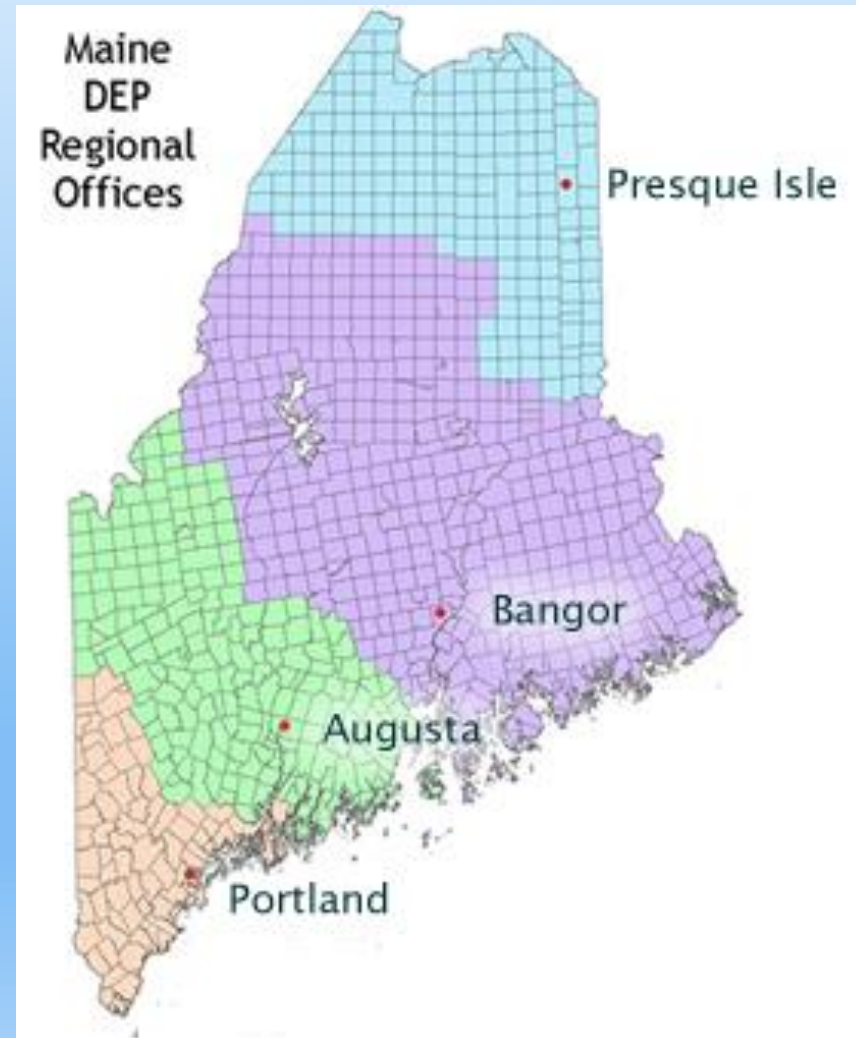 Maine
DEP
Regional
Offices
Presque Isle
Bangor
Augusta
Portland